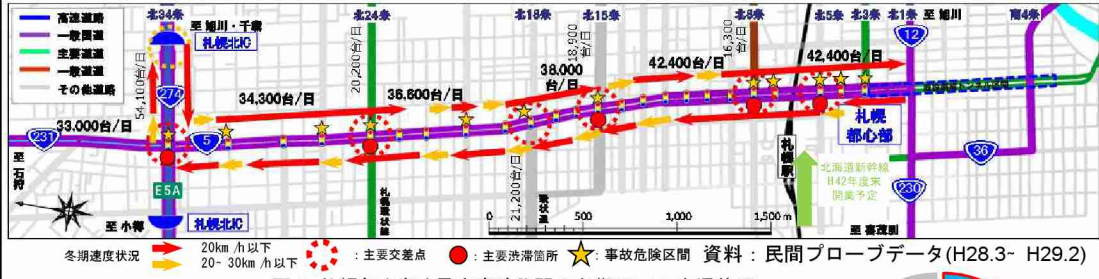 北34条
北24条
北18条
北15条
北8条
北5条
北3条
北1条
至 旭川
南4条
高速道路
一般国道
主要道道
一般道道
その他道路
至 旭川・千歳
札幌北IC
54,100台/日
274
34,300台/日
20,200台/日
36,600台/日
38,000台/日
18,900台/日
42,400台/日
16,300台/日
42,400台/日
12
33,000台/日
231
5
至 石狩
E5A
至 小樽
札幌北IC
札幌環状線
21,200台/日
環状通
札幌駅
北海道新幹線
H42年度末
開業予定
札幌
都心部
36
230
至 喜茂別
0
500
1,000
1,500m
冬期速度状況
20km/h以下
20-30km/h以下
:主要交差点
:主要渋滞箇所
:事故危険区間
資料:民間プローブデータ(H28.3- H29.2)